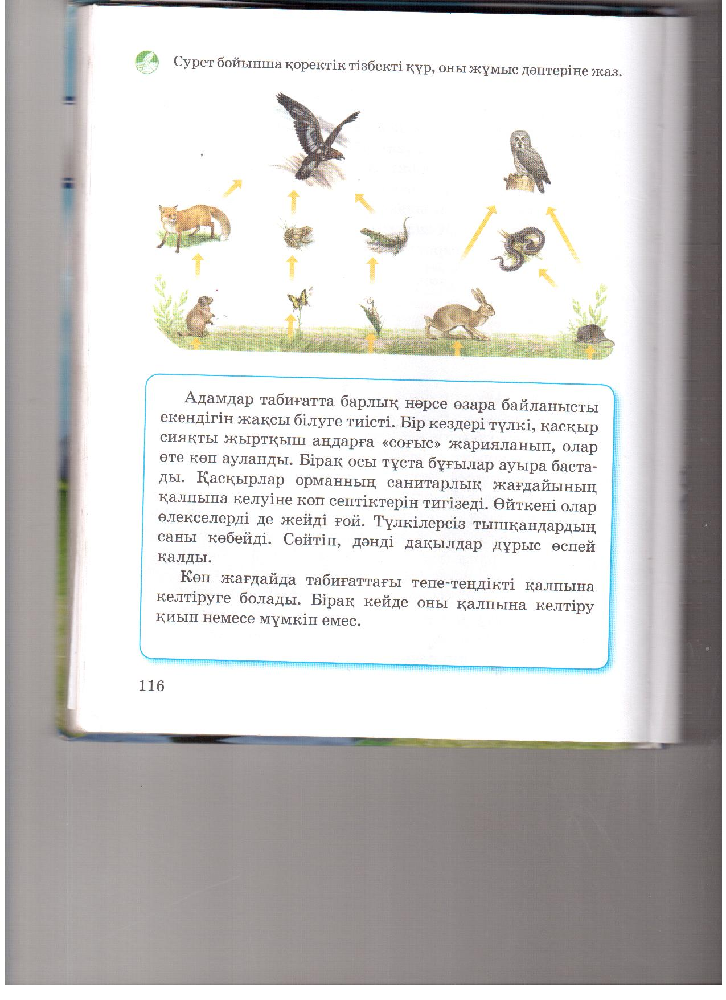 Сурет бойынша қоректік тізбекті құр, оны жұмыс дәптеріңе жаз.
Адамдар табиғатта барлық нәрсе өзара байланысты
екендігін жақсы білуге тиісті. Бір кездері түлкі, қасқыр
сияқты жыртқыш аңдарға «соғыс» жарияланып, олар
өте көп ауланды. Бірақ осы тұста бұғылар ауыра баста-
ды. Қасқырлар орманның санитарлық жағдайының
қалпына келуіне көп септіктерін тигізеді. Өйткені олар
өлекселерді де жейді ғой. Түлкілерсіз тышқандардың
саны көбейді. Сөйтіп, дәнді дақылдар дұрыс өспей
қалды.
Көп жағдайда табиғаттағы тепе-теңдікті қалпына
келтіруге болады. Бірақ кейде оны қалпына келтіру
қиын немесе мүмкін емес.
116